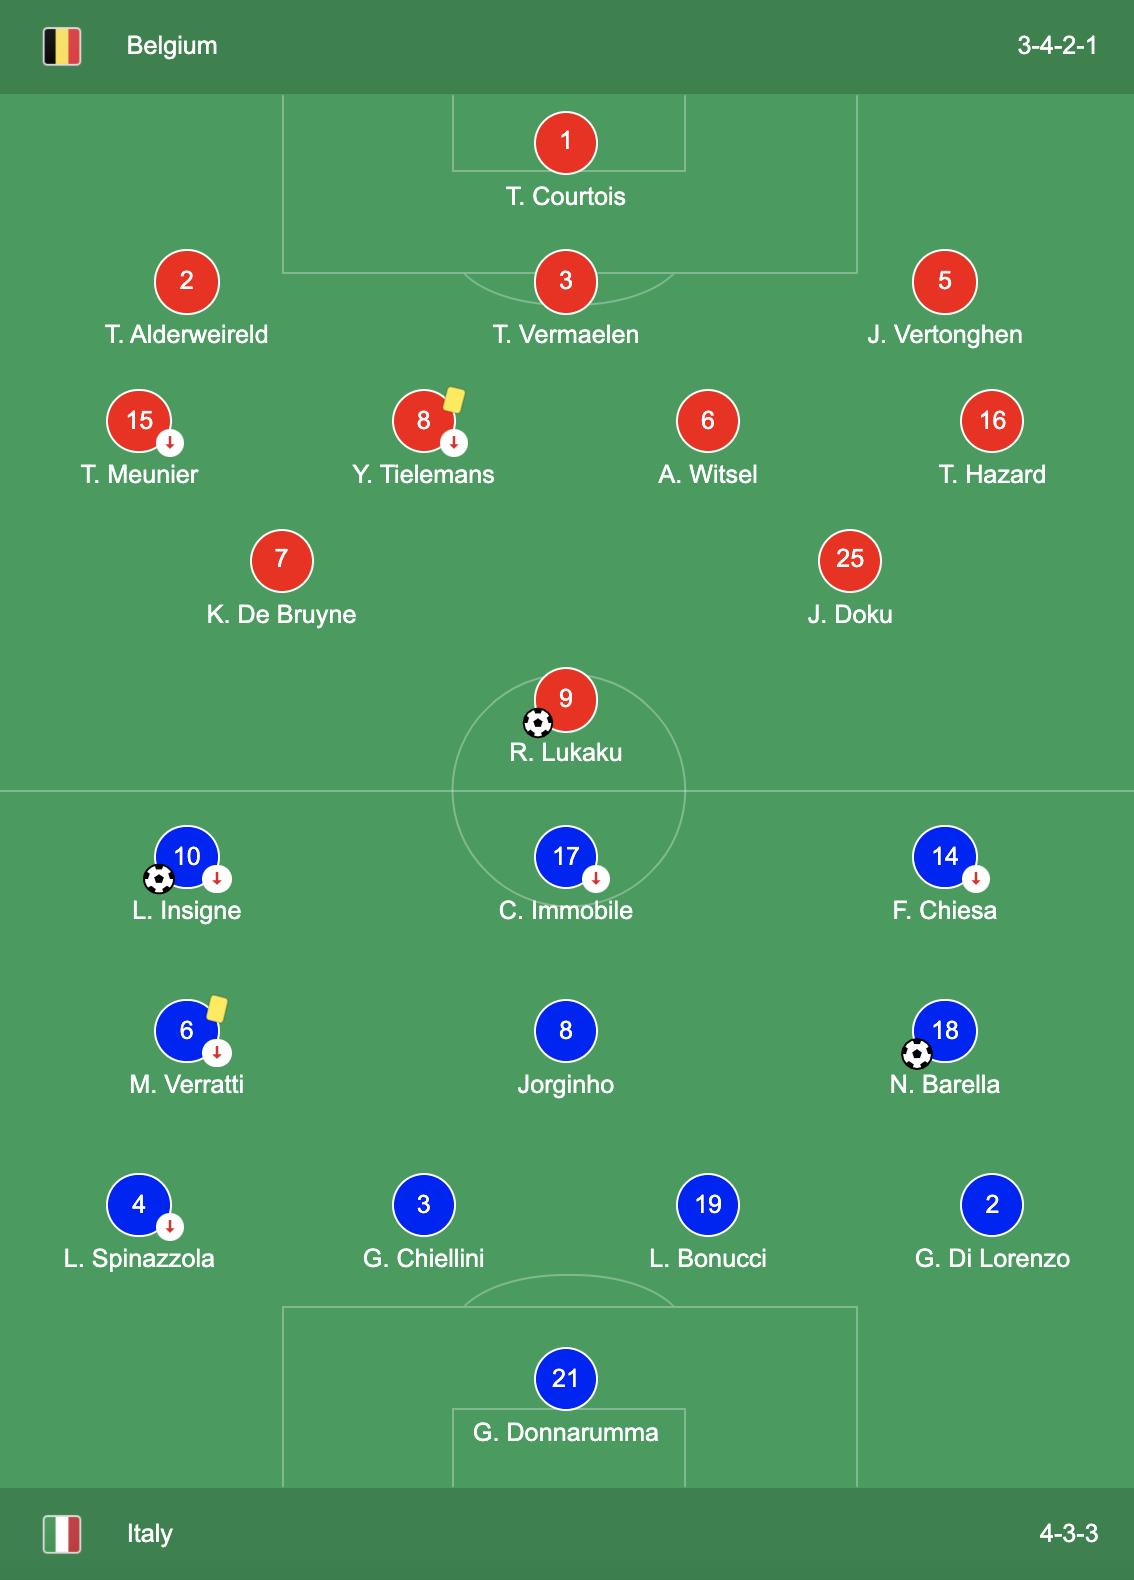 Belgium 3-4-2-1
1
T. Courtois
2 3 5
T. Alderweireld T. Vermaelen J. Vertonghen
15 8 6 16
T. Meunier Y. Tielemans A. Witsel T. Hazard
7 25
K. De Bruyne J. Doku
9
R. Lukaku
10 17 14
L. Insigne C. Immobile F. Chiesa
6 8 18
M. Verratti Jorginho N. Barella
4 3 19 2
L. Spinazzola G. Chiellini L. Bonucci G. Di Lorenzo
21
G. Donnarumma
Italy 4-3-3